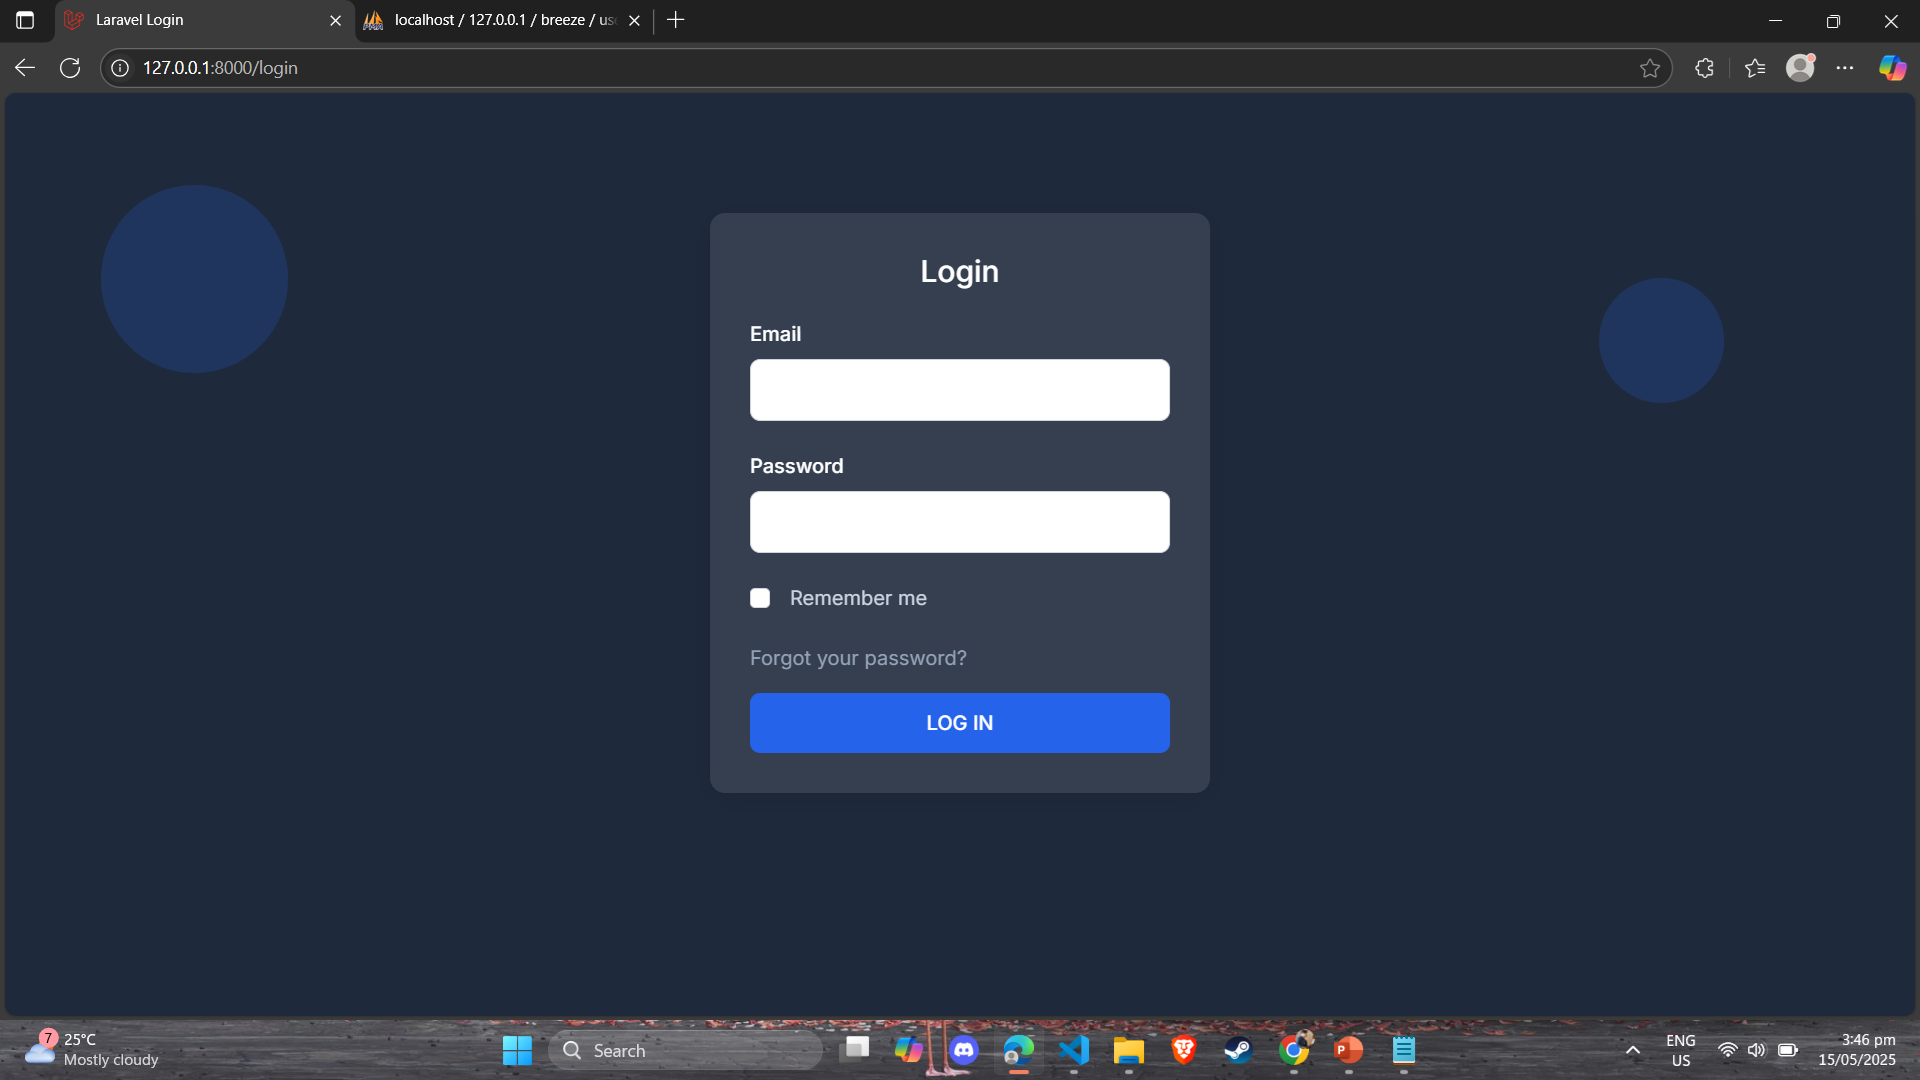 Laravel Login
localhost / 127.0.0.1 / breeze / us
127.0.0.1:8000/login
Login
Email
Password
Remember me
Forgot your password?
LOG IN
7
25°C
Mostly cloudy
Search
ENG
US
3:46 pm
15/05/2025